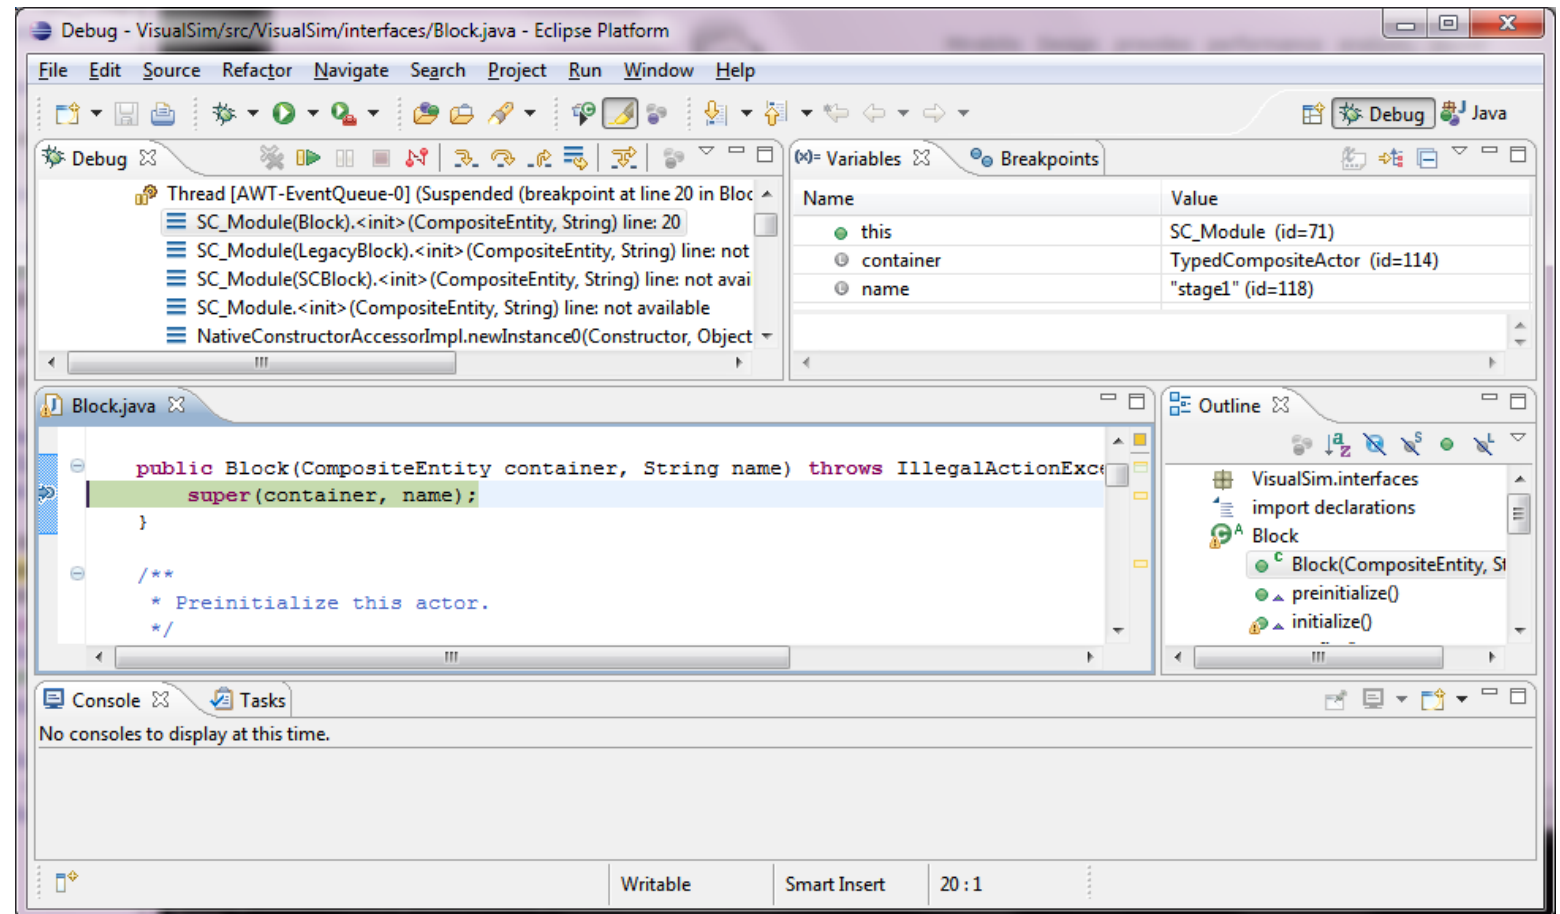 Debug - VisualSim/src/VisualSim/interfaces/Block.java - Eclipse Platform
File Edit Source Refactor Navigate Search Project Run Window Help
Debug Java
Debug
Thread [AWT-EventQueue-0] (Suspended (breakpoint at line 20 in Bloc
SC_Module(Block).<init>(CompositeEntity, String) line: 20
SC_Module(LegacyBlock).<init>(CompositeEntity, String) line: not
SC_Module(SCBlock).<init>(CompositeEntity, String) line: not avai
SC_Module.<init>(CompositeEntity, String) line: not available
NativeConstructorAccessorImpl.newInstance0(Constructor, Object
(x)= Variables Breakpoints
Name Value
this SC_Module (id=71)
container TypedCompositeActor (id=114)
name "stage1" (id=118)
Block.java
public Block(CompositeEntity container, String name) throws IllegalActionExce
super(container, name);
}
/**
* Preinitialize this actor.
*/
Outline
VisualSim.interfaces
import declarations
Block
Block(CompositeEntity, St
preinitialize()
initialize()
Console Tasks
No consoles to display at this time.
Writable Smart Insert 20 : 1